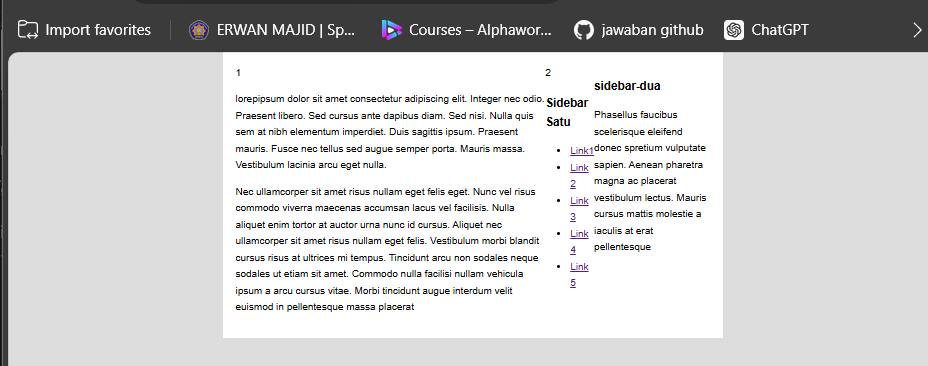 Import favorites
ERWAN MAJID | Sp...
Courses – Alphawor...
jawaban github
ChatGPT
1
lorepipsum dolor sit amet consectetur adipiscing elit. Integer nec odio.
Praesent libero. Sed cursus ante dapibus diam. Sed nisi. Nulla quis
sem at nibh elementum imperdiet. Duis sagittis ipsum. Praesent
mauris. Fusce nec tellus sed augue semper porta. Mauris massa.
Vestibulum lacinia arcu eget nulla.
Nec ullamcorper sit amet risus nullam eget felis eget. Nunc vel risus
commodo viverra maecenas accumsan lacus vel facilisis. Nulla
aliquet enim tortor at auctor urna nunc id cursus. Aliquet nec
ullamcorper sit amet risus nullam eget felis. Vestibulum morbi blandit
cursus risus at ultrices mi tempus. Tincidunt arcu non sodales neque
sodales ut etiam sit amet. Commodo nulla facilisi nullam vehicula
ipsum a arcu cursus vitae. Morbi tincidunt augue interdum velit
euismod in pellentesque massa placerat
2
Sidebar
Satu
Link1
Link
2
Link
3
Link
4
Link
5
sidebar-dua
Phasellus faucibus
scelerisque eleifend
donec spretium vulputate
sapien. Aenean pharetra
magna ac placerat
vestibulum lectus. Mauris
cursus mattis molestie a
iaculis at erat
pellentesque